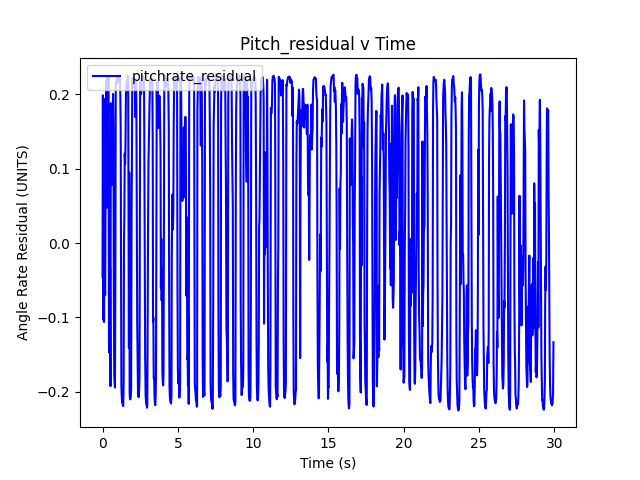 Pitch_residual v Time
pitchrate_residual
Angle Rate Residual (UNITS)
0.2
0.1
0.0
−0.1
−0.2
0 5 10 15 20 25 30
Time (s)